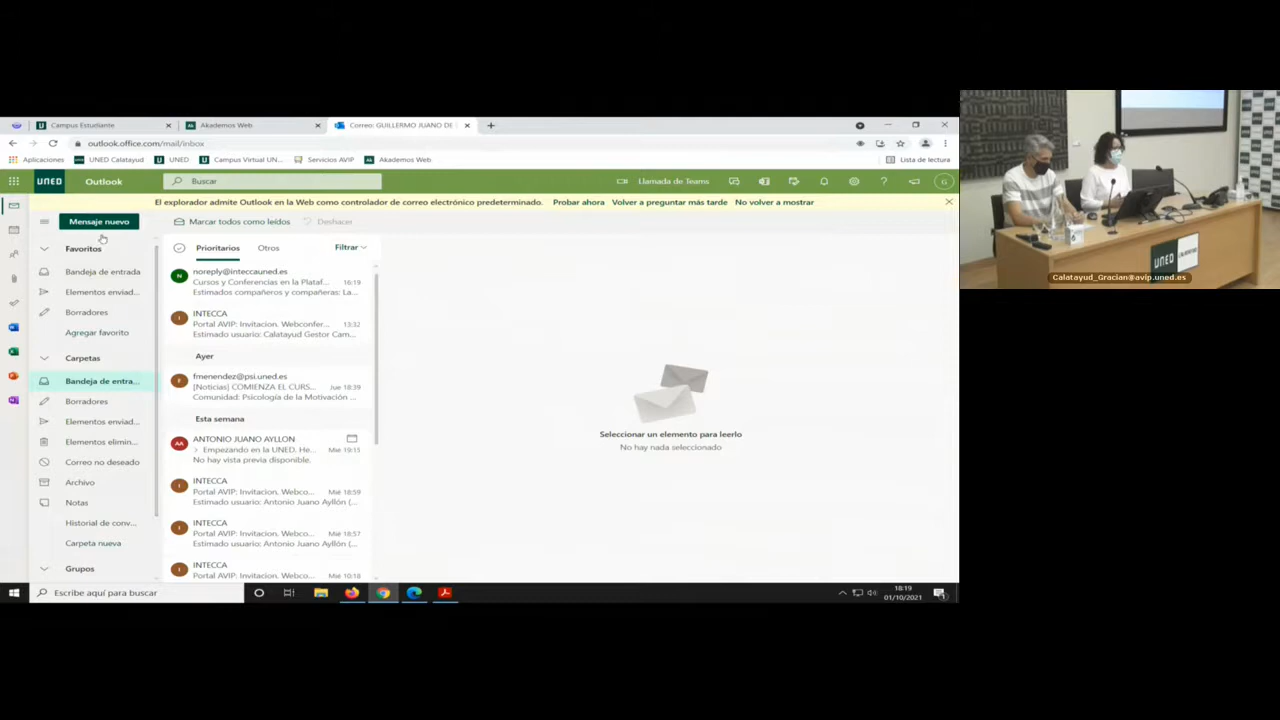 Campus Estudiante
Akademos Web
Correo: GUILLERMO JUANO DE
outlook.office.com/mail/inbox
Aplicaciones
UNED Calatayud
UNED
Campus Virtual UN...
Servicios AVIP
Akademos Web
Lista de lectura
UNED
Outlook
Buscar
Llamada de Teams
G
El explorador admite Outlook en la Web como controlador de correo electrónico predeterminado.
Probar ahora
Volver a preguntar más tarde
No volver a mostrar
Mensaje nuevo
Marcar todos como leídos
Deshacer
Favoritos
Bandeja de entrada
Elementos enviad...
Borradores
Agregar favorito
Carpetas
Bandeja de entra...
Borradores
Elementos enviad...
Elementos elimin...
Correo no deseado
Archivo
Notas
Historial de conv...
Carpeta nueva
Grupos
Prioritarios
Otros
Filtrar
N
noreply@inteccauned.es
Cursos y Conferencias en la Plataf...
16:19
Estimados compañeros y compañeras: La...
I
INTECCA
Portal AVIP: Invitacion. Webconfer...
13:32
Estimado usuario: Calatayud Gestor Cam...
Ayer
F
fmenendez@psi.uned.es
[Noticias] COMIENZA EL CURS...
Jue 18:39
Comunidad: Psicología de la Motivación ...
Esta semana
AA
ANTONIO JUANO AYLLON
> Empezando en la UNED. He...
Mié 19:15
No hay vista previa disponible.
I
INTECCA
Portal AVIP: Invitacion. Webco...
Mié 18:59
Estimado usuario: Antonio Juano Ayllón (...
I
INTECCA
Portal AVIP: Invitacion. Webco...
Mié 18:57
Estimado usuario: Antonio Juano Ayllón (...
I
INTECCA
Portal AVIP: Invitacion. Webco...
Mié 10:18
Seleccionar un elemento para leerlo
No hay nada seleccionado
Escribe aquí para buscar
18:19
01/10/2021
UNED
Calatayud_Gracian@avip.uned.es